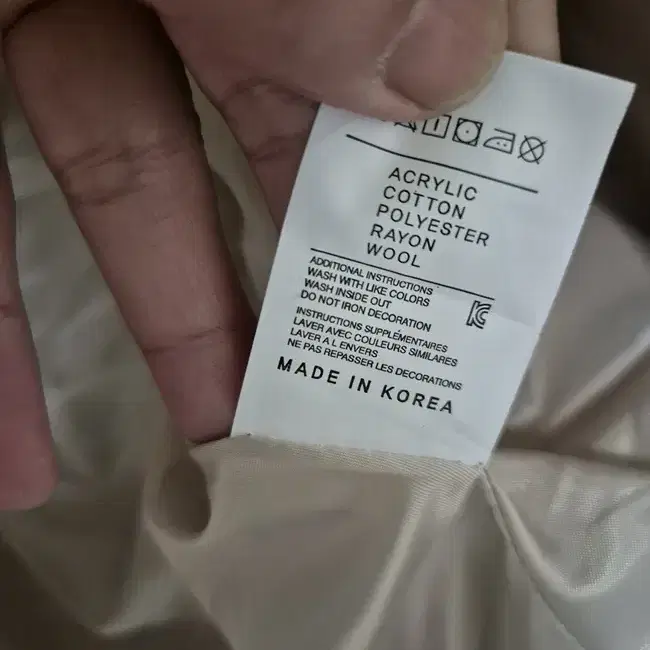 ACRYLIC
COTTON
POLYESTER
RAYON
WOOL
ADDITIONAL INSTRUCTIONS
WASH WITH LIKE COLORS
WASH INSIDE OUT
DO NOT IRON DECORATION
INSTRUCTIONS SUPPLÉMENTAIRES
LAVER AVEC COULEURS SIMILARES
LAVER A L ENVERS
NE PAS REPASSER LES DECORATIONS
MADE IN KOREA